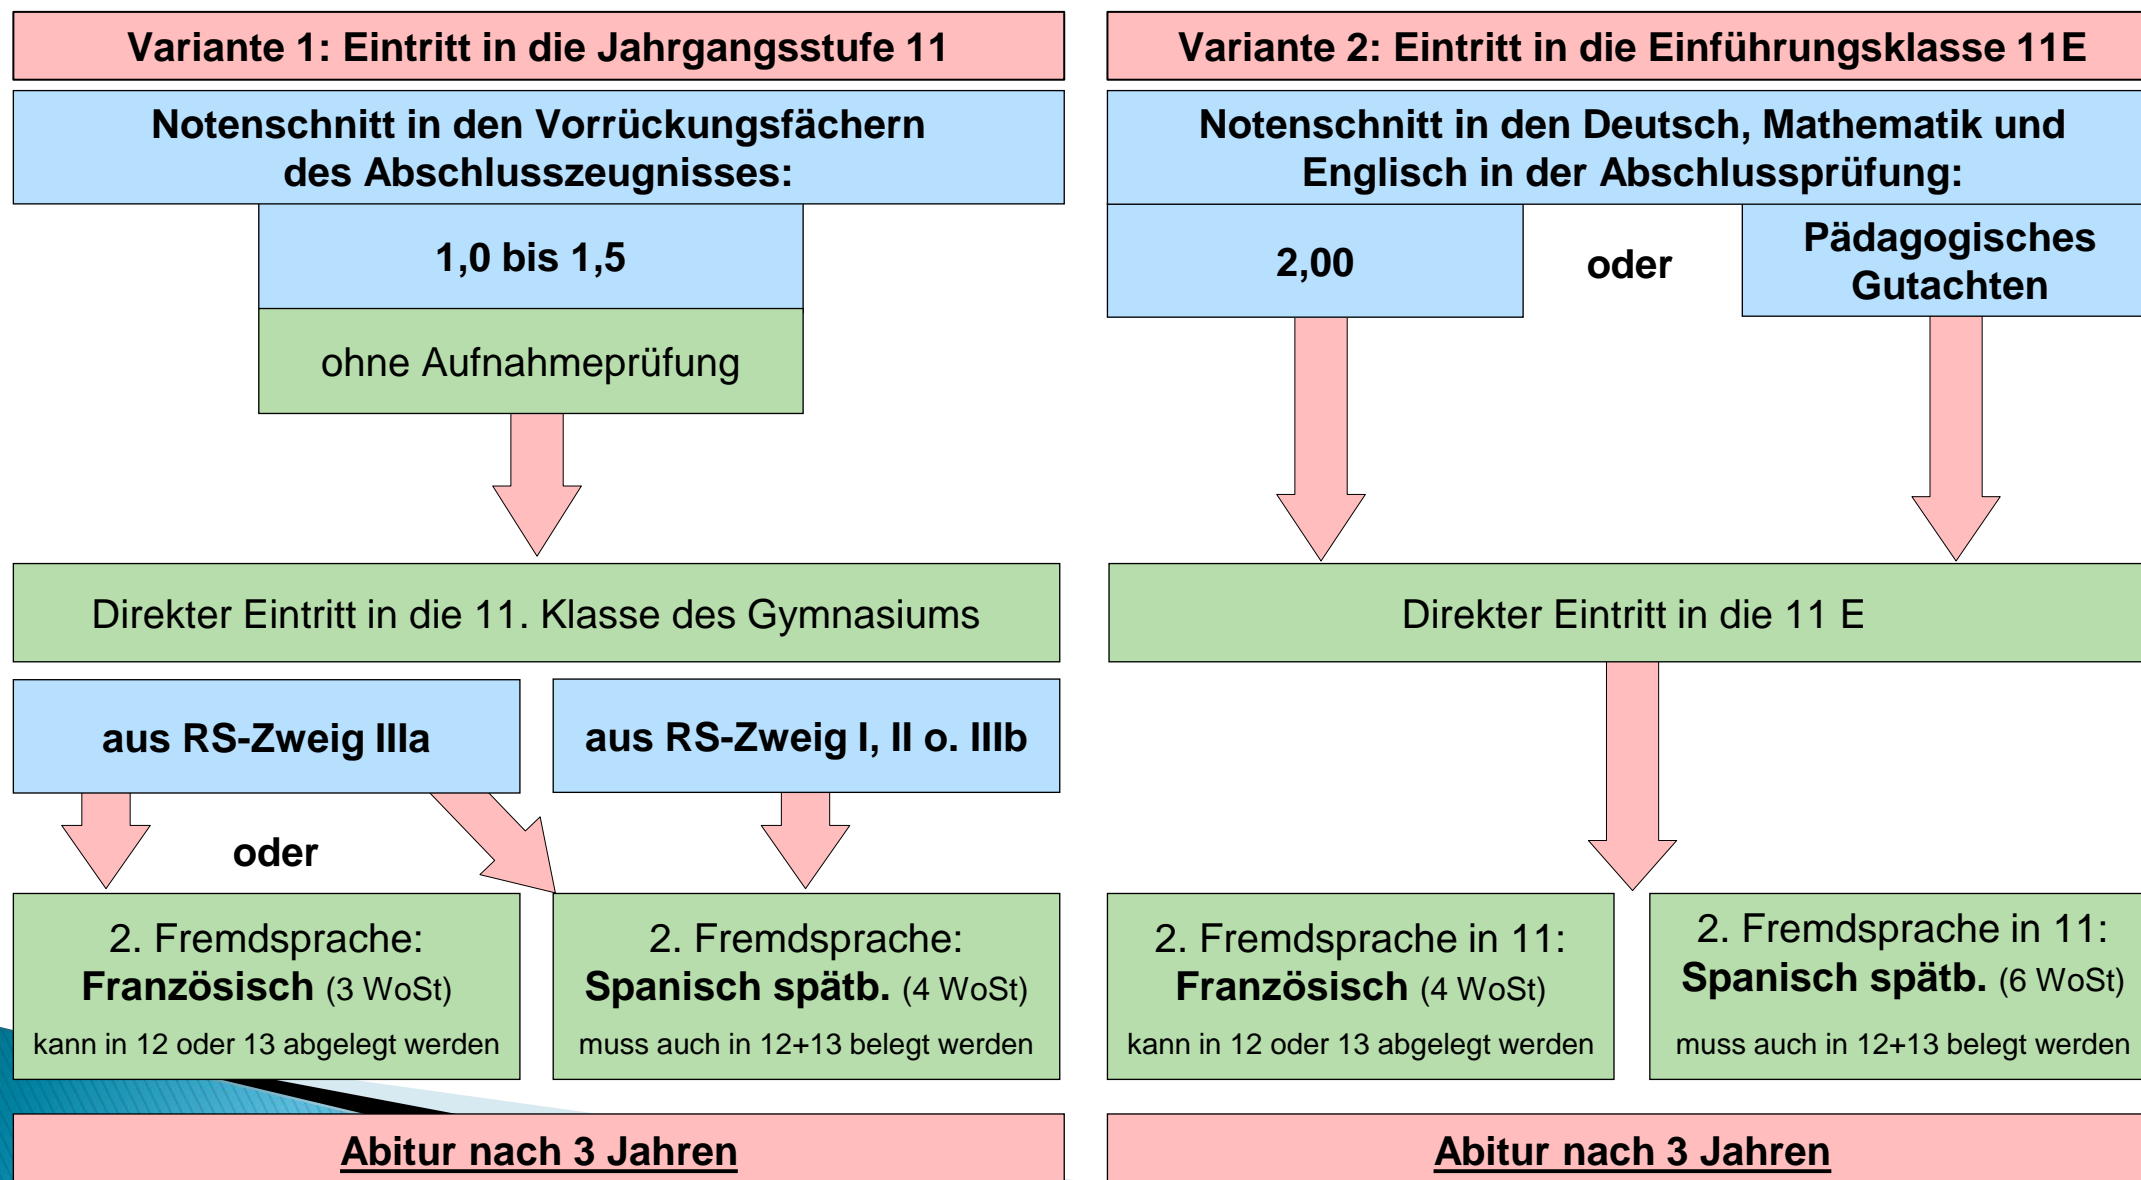 Variante 1: Eintritt in die Jahrgangsstufe 11
Notenschnitt in den Vorrückungsfächern
des Abschlusszeugnisses:
1,0 bis 1,5
ohne Aufnahmeprüfung
Direkter Eintritt in die 11. Klasse des Gymnasiums
aus RS-Zweig IIIa
aus RS-Zweig I, II o. IIIb
oder
2. Fremdsprache:
Französisch (3 WoSt)
kann in 12 oder 13 abgelegt werden
2. Fremdsprache:
Spanisch spätb. (4 WoSt)
muss auch in 12+13 belegt werden
Abitur nach 3 Jahren
Variante 2: Eintritt in die Einführungsklasse 11E
Notenschnitt in den Deutsch, Mathematik und
Englisch in der Abschlussprüfung:
2,00
oder
Pädagogisches
Gutachten
Direkter Eintritt in die 11 E
2. Fremdsprache in 11:
Französisch (4 WoSt)
kann in 12 oder 13 abgelegt werden
2. Fremdsprache in 11:
Spanisch spätb. (6 WoSt)
muss auch in 12+13 belegt werden
Abitur nach 3 Jahren